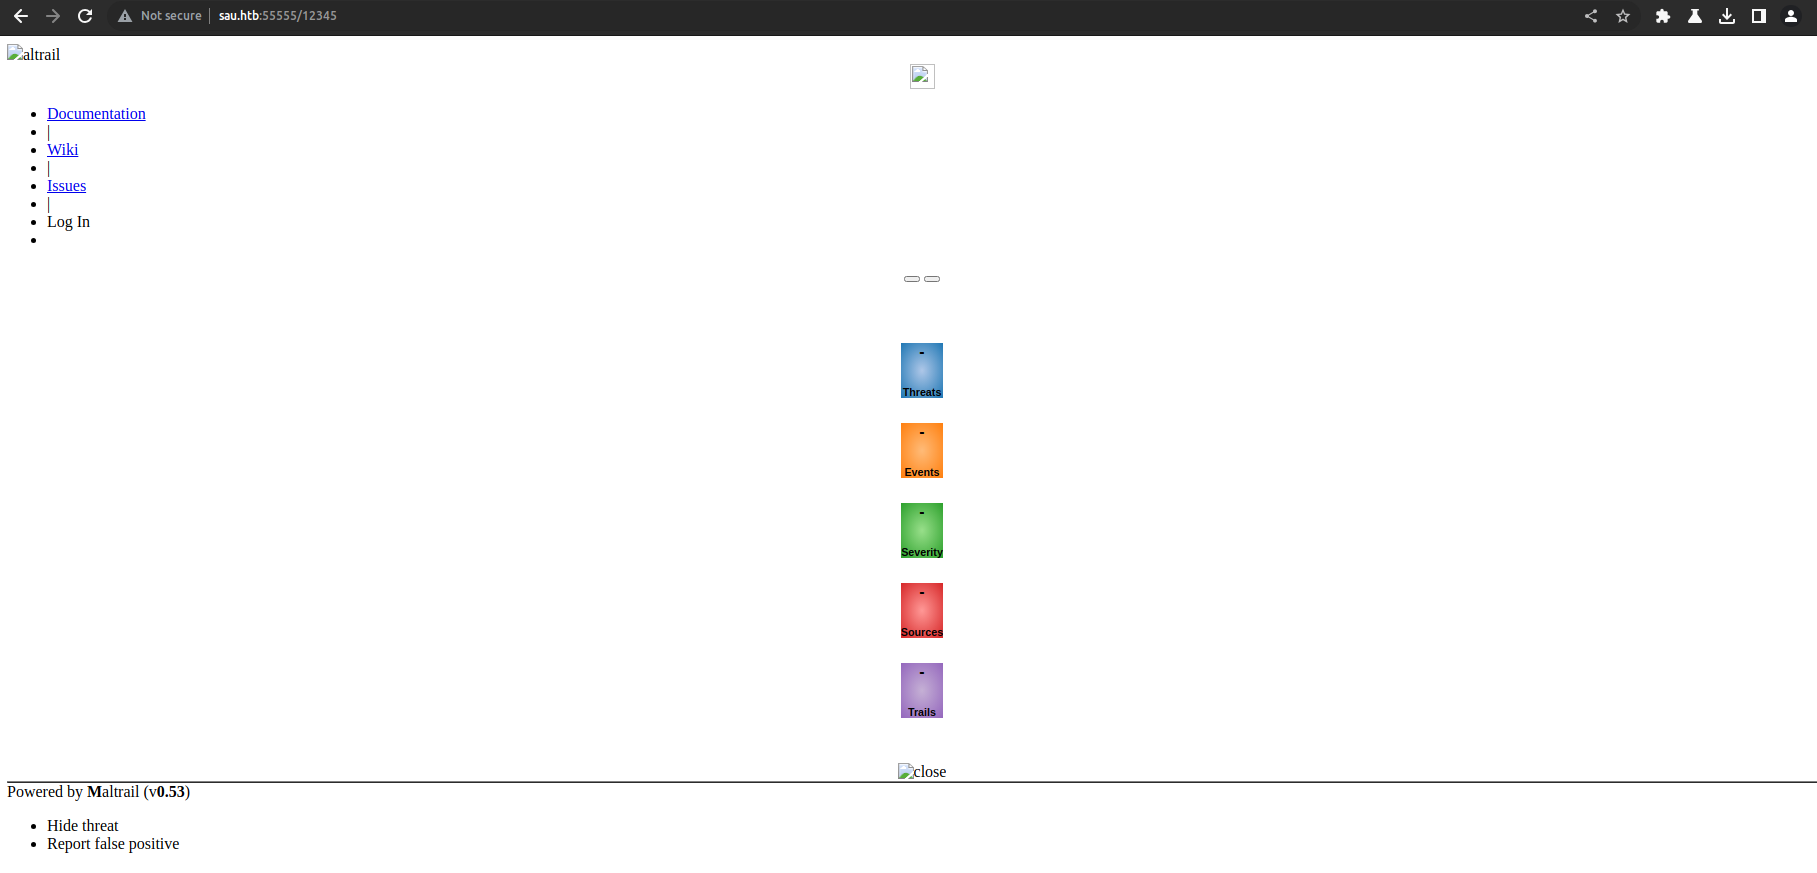 Not secure | sau.htb:55555/12345
altrail
Documentation
|
Wiki
|
Issues
|
Log In
-
Threats
-
Events
-
Severity
-
Sources
-
Trails
close
Powered by Maltrail (v0.53)
Hide threat
Report false positive